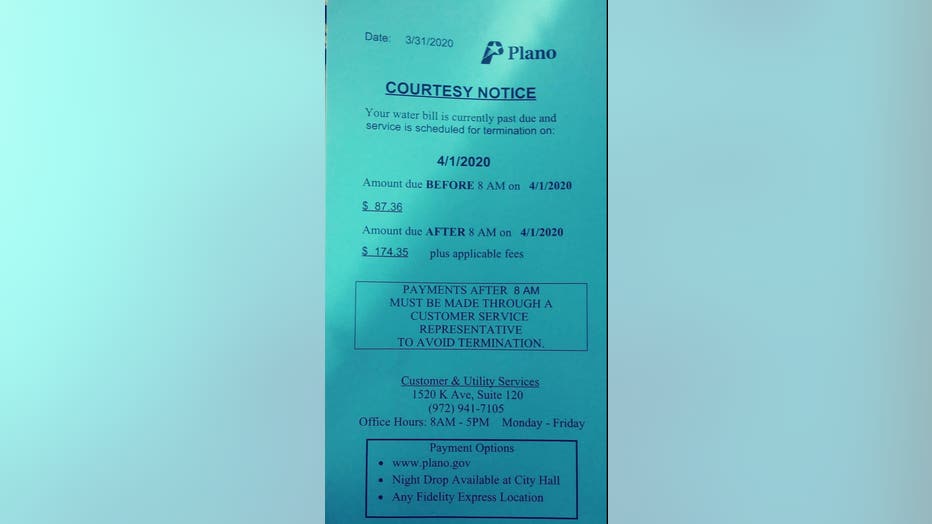 Date: 3/31/2020
Plano
COURTESY NOTICE
Your water bill is currently past due and
service is scheduled for termination on:
4/1/2020
Amount due BEFORE 8 AM on 4/1/2020
$ 87.36
Amount due AFTER 8 AM on 4/1/2020
$ 174.35 plus applicable fees
PAYMENTS AFTER 8 AM
MUST BE MADE THROUGH A
CUSTOMER SERVICE
REPRESENTATIVE
TO AVOID TERMINATION.
Customer & Utility Services
1520 K Ave, Suite 120
(972) 941-7105
Office Hours: 8AM - 5PM Monday - Friday
Payment Options
• www.plano.gov
• Night Drop Available at City Hall
• Any Fidelity Express Location